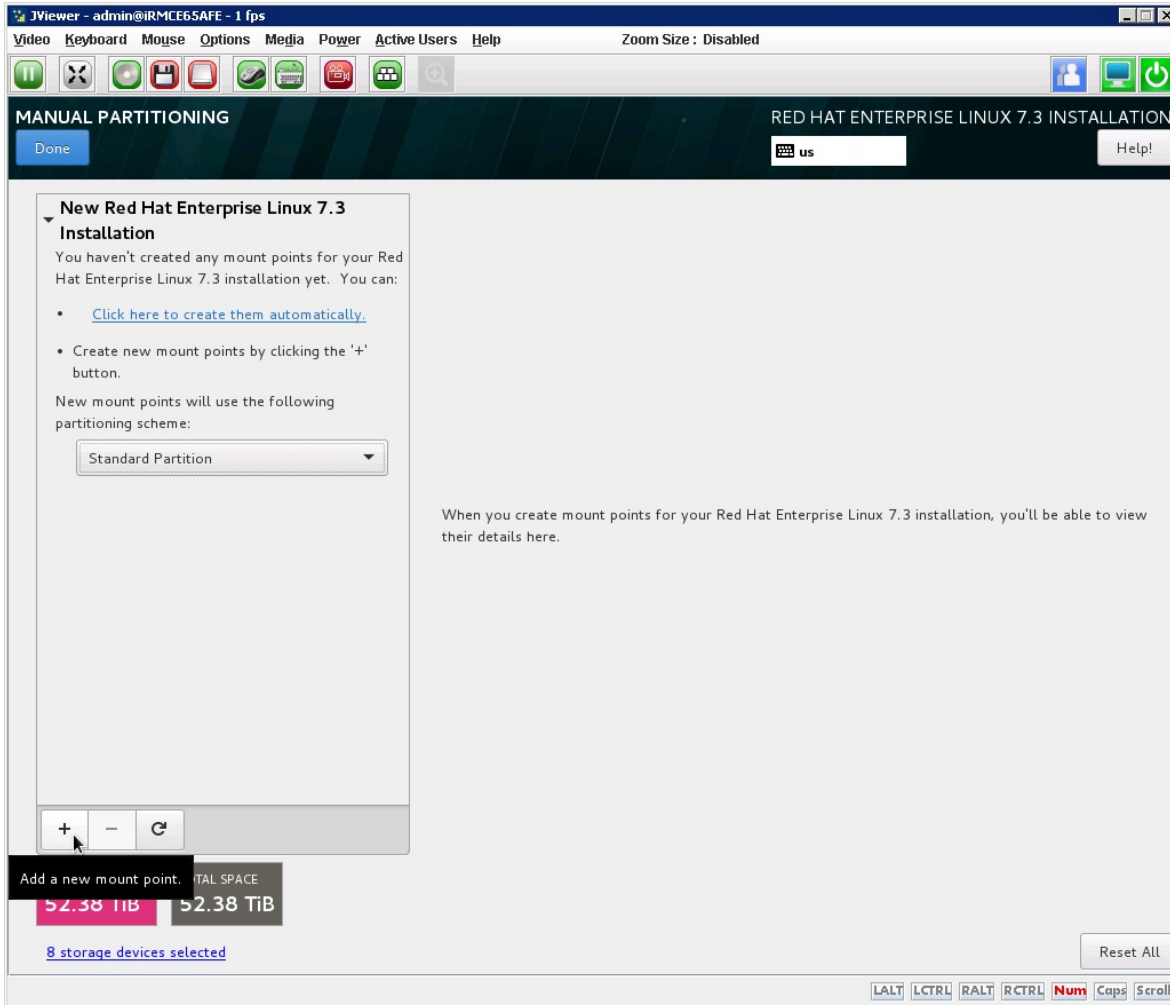 JViewer - admin@iRMCE65AFE - 1 fps
Video Keyboard Mouse Options Media Power Active Users Help Zoom Size : Disabled
MANUAL PARTITIONING
RED HAT ENTERPRISE LINUX 7.3 INSTALLATION
Done
us
Help!
New Red Hat Enterprise Linux 7.3
Installation
You haven't created any mount points for your Red
Hat Enterprise Linux 7.3 installation yet. You can:
• Click here to create them automatically.
• Create new mount points by clicking the '+'
button.
New mount points will use the following
partitioning scheme:
Standard Partition
When you create mount points for your Red Hat Enterprise Linux 7.3 installation, you'll be able to view
their details here.
+ −
Add a new mount point.
TAL SPACE
52.38 TiB
52.38 TiB
8 storage devices selected
Reset All
LALT LCTRL RALT RCTRL Num Caps Scroll